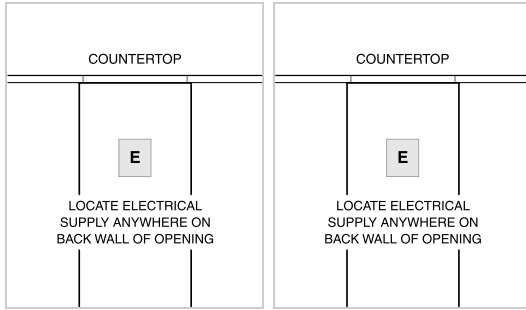 COUNTERTOP
E
LOCATE ELECTRICAL
SUPPLY ANYWHERE ON
BACK WALL OF OPENING
COUNTERTOP
E
LOCATE ELECTRICAL
SUPPLY ANYWHERE ON
BACK WALL OF OPENING